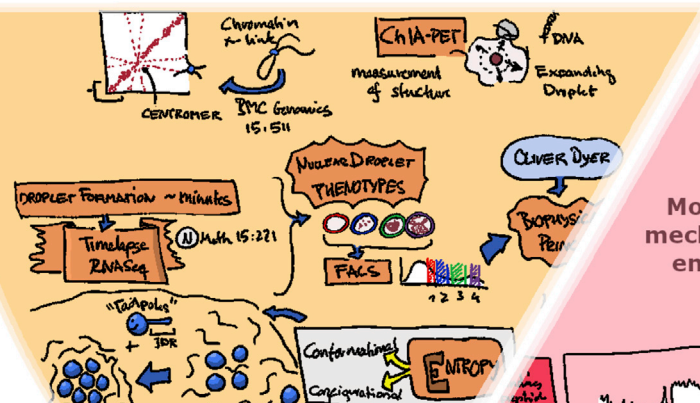 Chromatin
x-link
CENTROMER
BMC Genomics
15:511
ChIA-PET
measurement
of structure
DNA
Expanding
Droplet
DROPLET FORMATION ~ minutes
Timelapse
RNASeq
N Meth 15:221
NUCLEAR DROPLET
PHENOTYPES
FACS
1 2 3 4
OLIVER DYER
"Tadpoles"
+ IDR
Conformational
Configurational
ENTROPY
Mo
mech
en